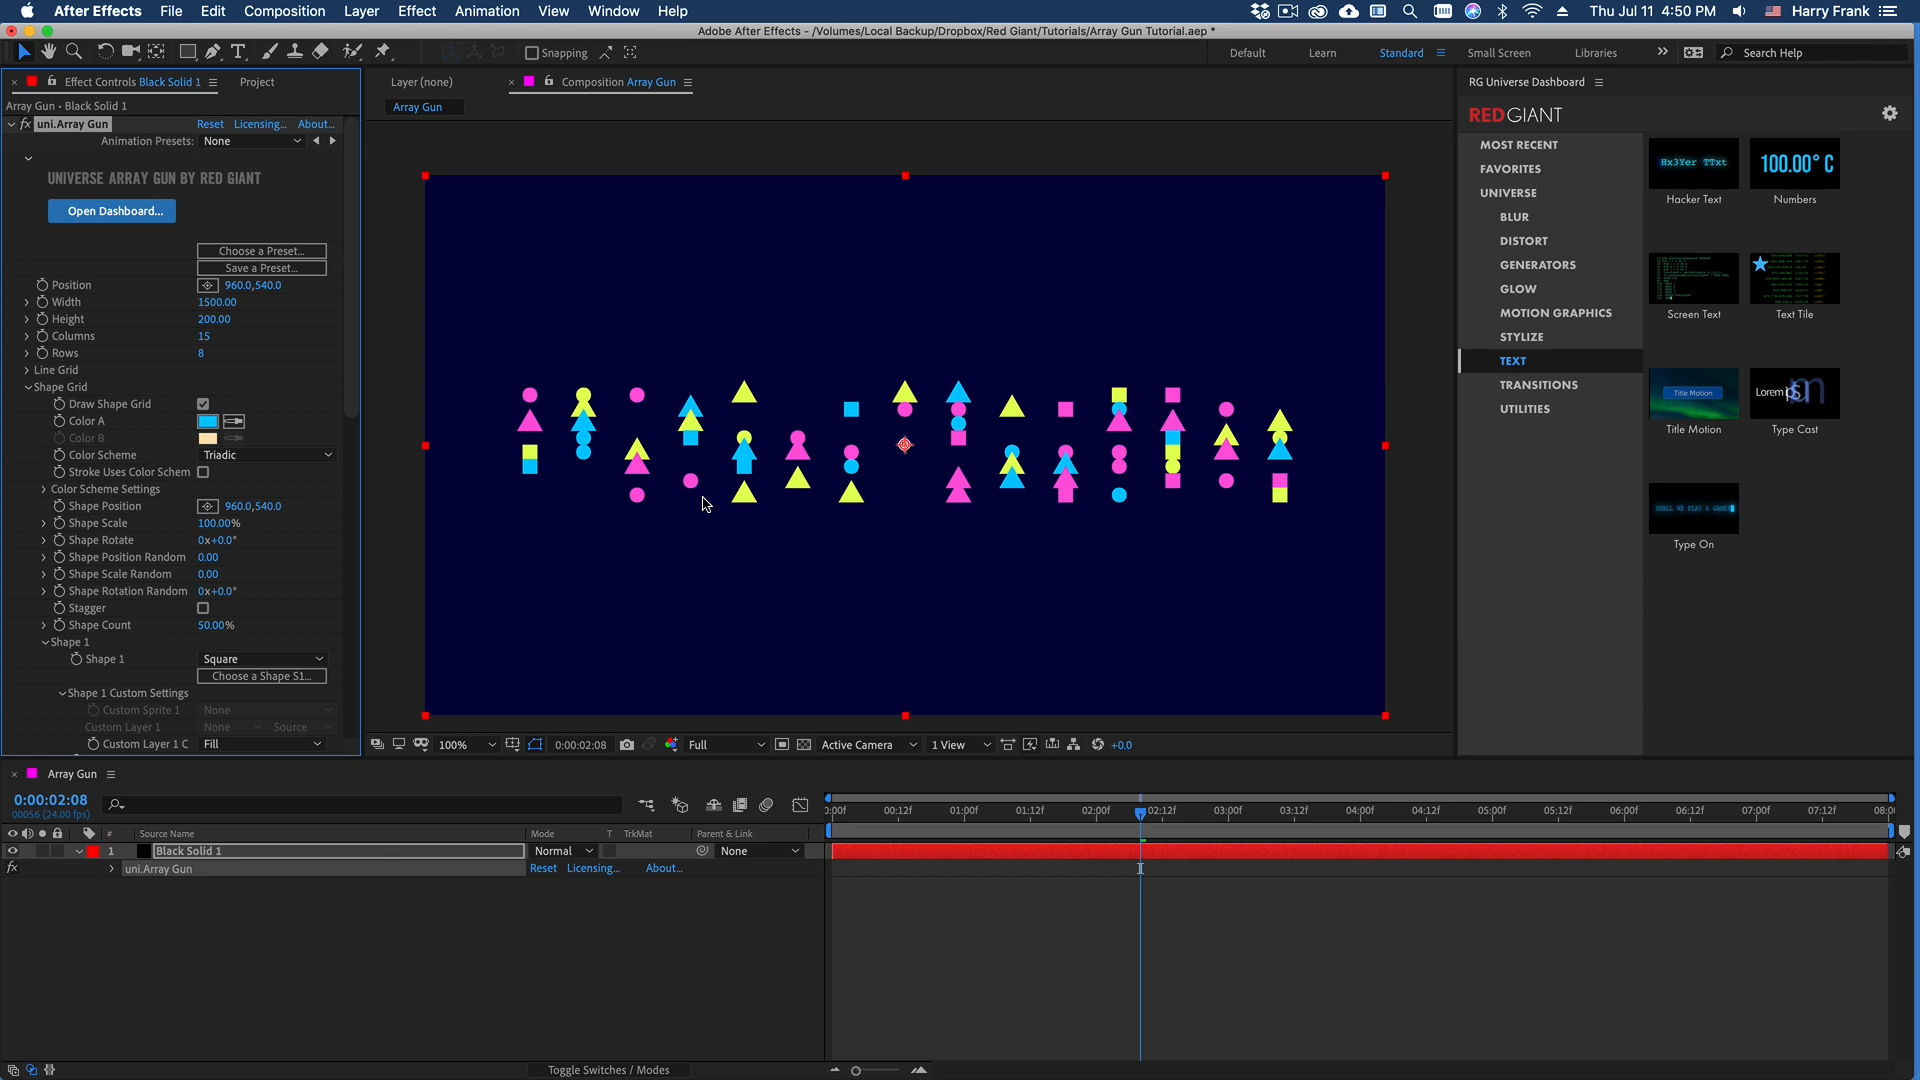 After Effects File Edit Composition Layer Effect Animation View Window Help Thu Jul 11 4:50 PM Harry Frank
Adobe After Effects - /Volumes/Local Backup/Dropbox/Red Giant/Tutorials/Array Gun Tutorial.aep *
Snapping Default Learn Standard Small Screen Libraries Search Help
Effect Controls Black Solid 1 Project Layer (none) Composition Array Gun RG Universe Dashboard
Array Gun • Black Solid 1
Array Gun
REDGIANT
fx uni.Array Gun Reset Licensing... About...
Animation Presets: None
UNIVERSE ARRAY GUN BY RED GIANT
Open Dashboard...
Choose a Preset...
Save a Preset...
Position 960.0,540.0
Width 1500.00
Height 200.00
Columns 15
Rows 8
Line Grid
Shape Grid
Draw Shape Grid
Color A
Color B
Color Scheme Triadic
Stroke Uses Color Schem
Color Scheme Settings
Shape Position 960.0,540.0
Shape Scale 100.00%
Shape Rotate 0x+0.0°
Shape Position Random 0.00
Shape Scale Random 0.00
Shape Rotation Random 0x+0.0°
Stagger
Shape Count 50.00%
Shape 1
Shape 1 Square
Choose a Shape S1...
Shape 1 Custom Settings
Custom Sprite 1 None
Custom Layer 1 None Source
Custom Layer 1 C Fill
MOST RECENT
FAVORITES
UNIVERSE
BLUR
DISTORT
GENERATORS
GLOW
MOTION GRAPHICS
STYLIZE
TEXT
TRANSITIONS
UTILITIES
Hx3Yer TTxt 100.00° C
Hacker Text Numbers
Screen Text Text Tile
Title Motion Lorem
Title Motion Type Cast
SHALL WE PLAY A GAME
Type On
100% 0:00:02:08 Full Active Camera 1 View +0.0
Array Gun
0:00:02:08
00056 (24.00 fps)
:00f 00:12f 01:00f 01:12f 02:00f 02:12f 03:00f 03:12f 04:00f 04:12f 05:00f 05:12f 06:00f 06:12f 07:00f 07:12f 08:0
# Source Name Mode T TrkMat Parent & Link
1 Black Solid 1 Normal None
fx uni.Array Gun Reset Licensing... About...
Toggle Switches / Modes